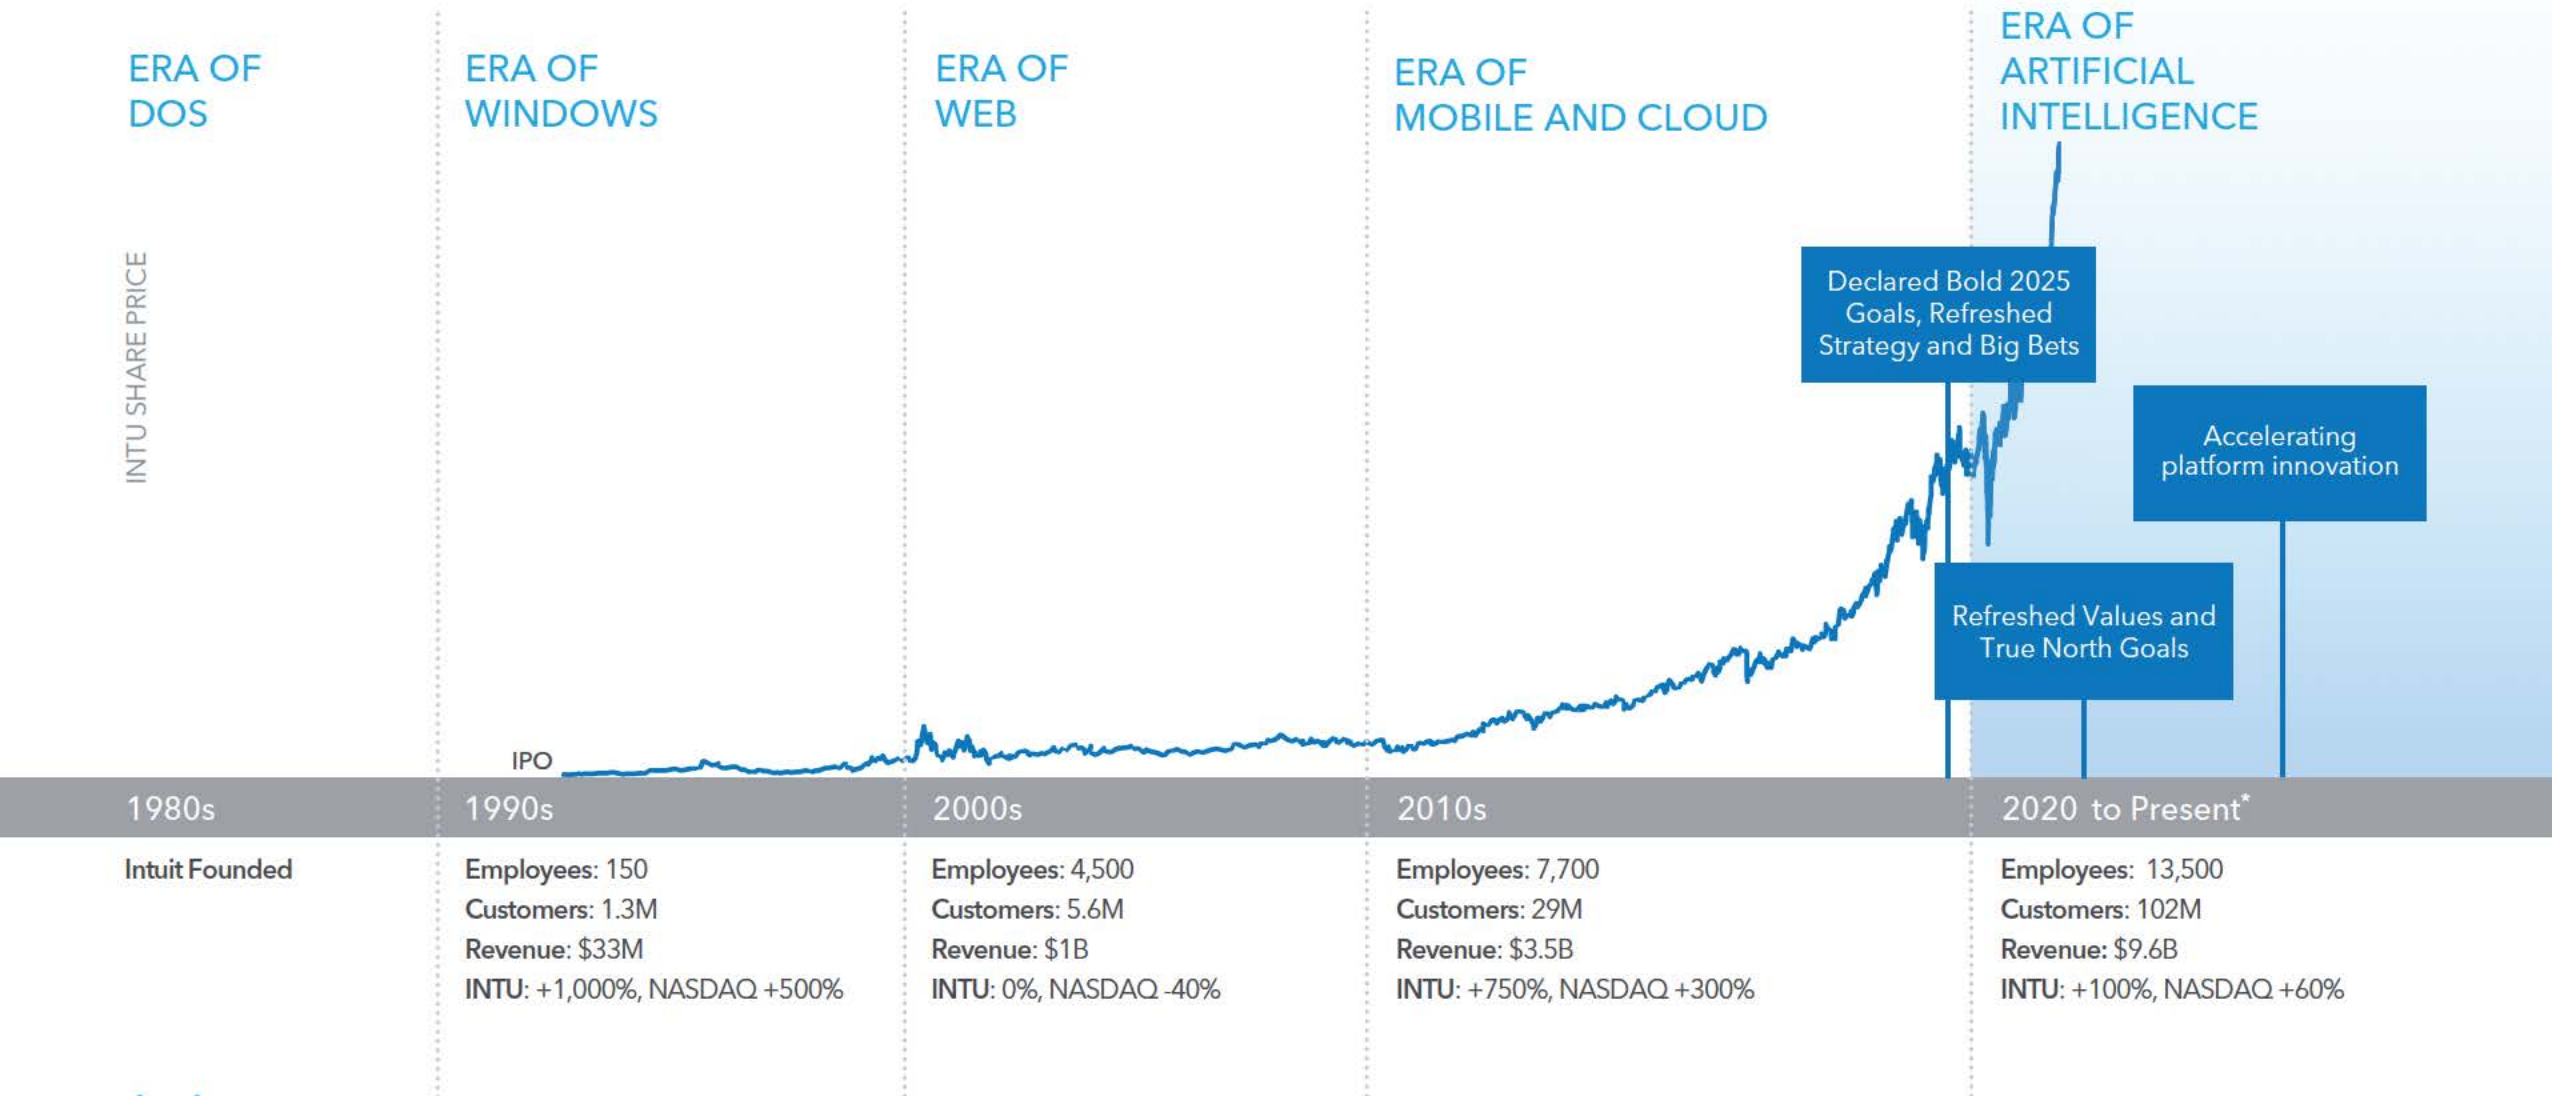 ERA OF
DOS
ERA OF
WINDOWS
ERA OF
WEB
ERA OF
MOBILE AND CLOUD
ERA OF
ARTIFICIAL
INTELLIGENCE
INTU SHARE PRICE
Declared Bold 2025
Goals, Refreshed
Strategy and Big Bets
Accelerating
platform innovation
Refreshed Values and
True North Goals
IPO
1980s
1990s
2000s
2010s
2020 to Present*
Intuit Founded
Employees: 150
Customers: 1.3M
Revenue: $33M
INTU: +1,000%, NASDAQ +500%
Employees: 4,500
Customers: 5.6M
Revenue: $1B
INTU: 0%, NASDAQ -40%
Employees: 7,700
Customers: 29M
Revenue: $3.5B
INTU: +750%, NASDAQ +300%
Employees: 13,500
Customers: 102M
Revenue: $9.6B
INTU: +100%, NASDAQ +60%